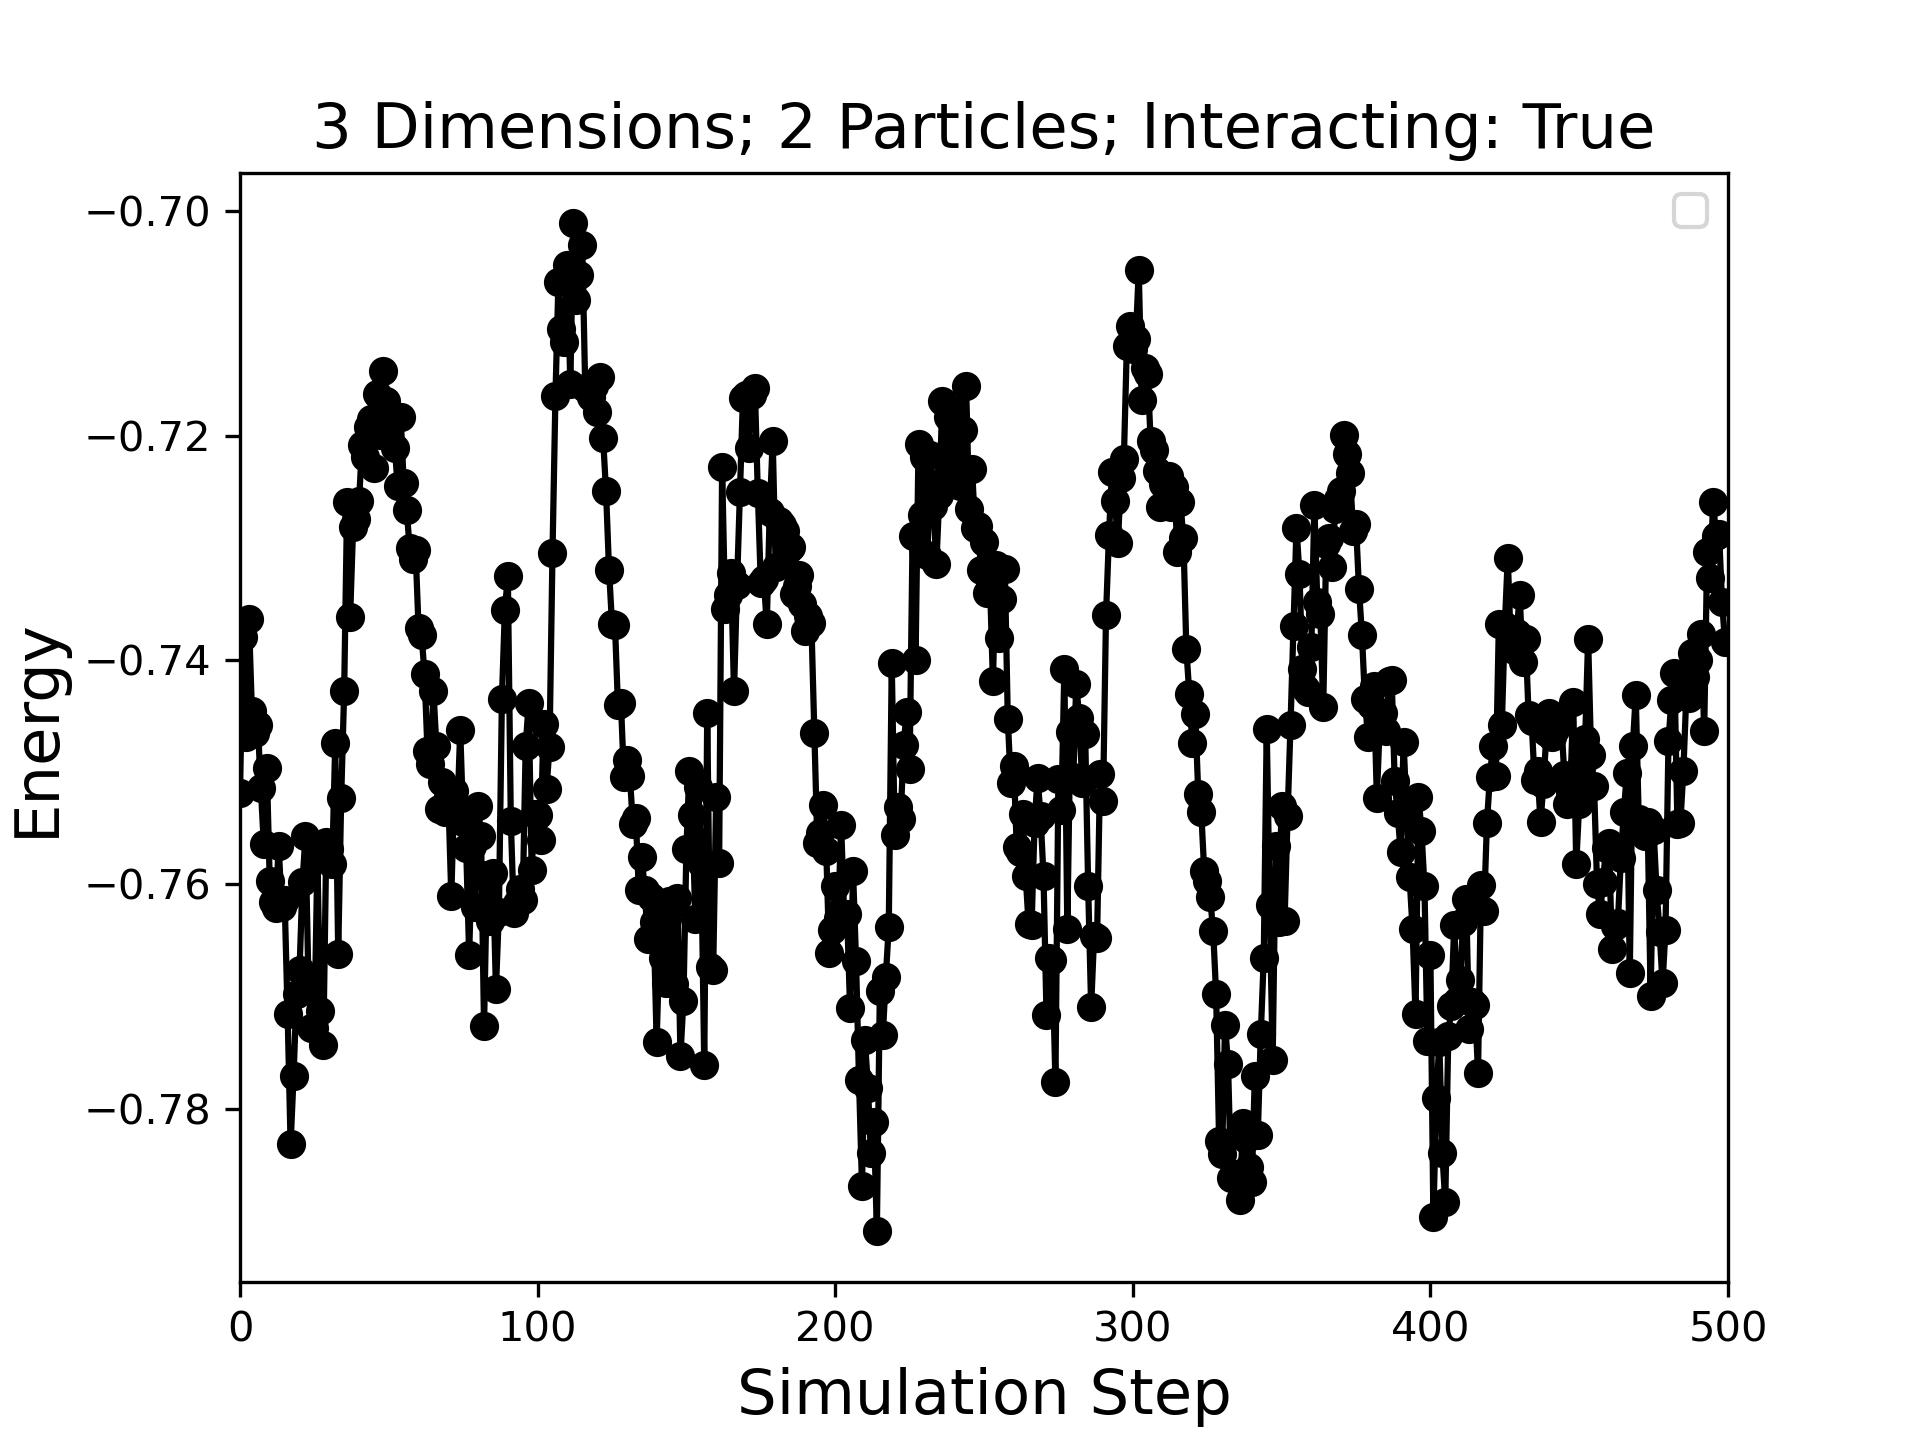 3 Dimensions; 2 Particles; Interacting: True
−0.70
−0.72
−0.74
−0.76
−0.78
Energy
0 100 200 300 400 500
Simulation Step